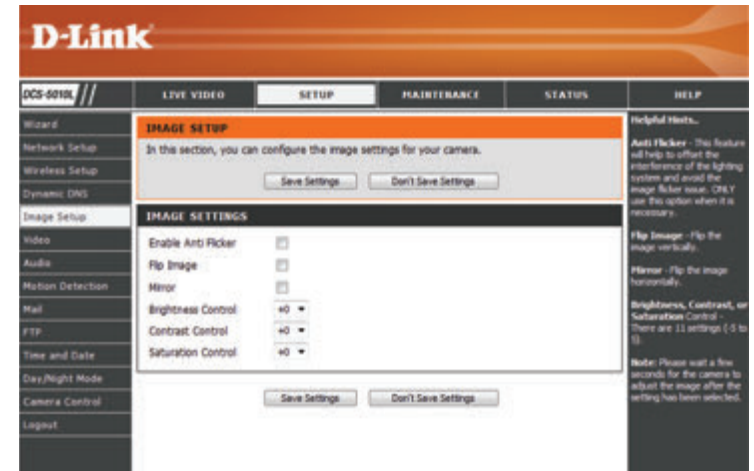 D-Link
DCS-5010L
LIVE VIDEO
SETUP
MAINTENANCE
STATUS
HELP
Wizard
Network Setup
Wireless Setup
Dynamic DNS
Image Setup
Video
Audio
Motion Detection
Mail
FTP
Time and Date
Day/Night Mode
Camera Control
Logout
IMAGE SETUP
In this section, you can configure the image settings for your camera.
Save Settings
Don't Save Settings
IMAGE SETTINGS
Enable Anti Flicker
Flip Image
Mirror
Brightness Control +0
Contrast Control +0
Saturation Control +0
Save Settings
Don't Save Settings
Helpful Hints..
Anti Flicker - This feature
will help to offset the
interference of the lighting
system and avoid the
image flicker issue. ONLY
use this option when it is
necessary.
Flip Image - Flip the
image vertically.
Mirror - Flip the image
horizontally.
Brightness, Contrast, or
Saturation Control -
There are 11 settings (-5 to
5).
Note: Please wait a few
seconds for the camera to
adjust the image after the
setting has been selected.